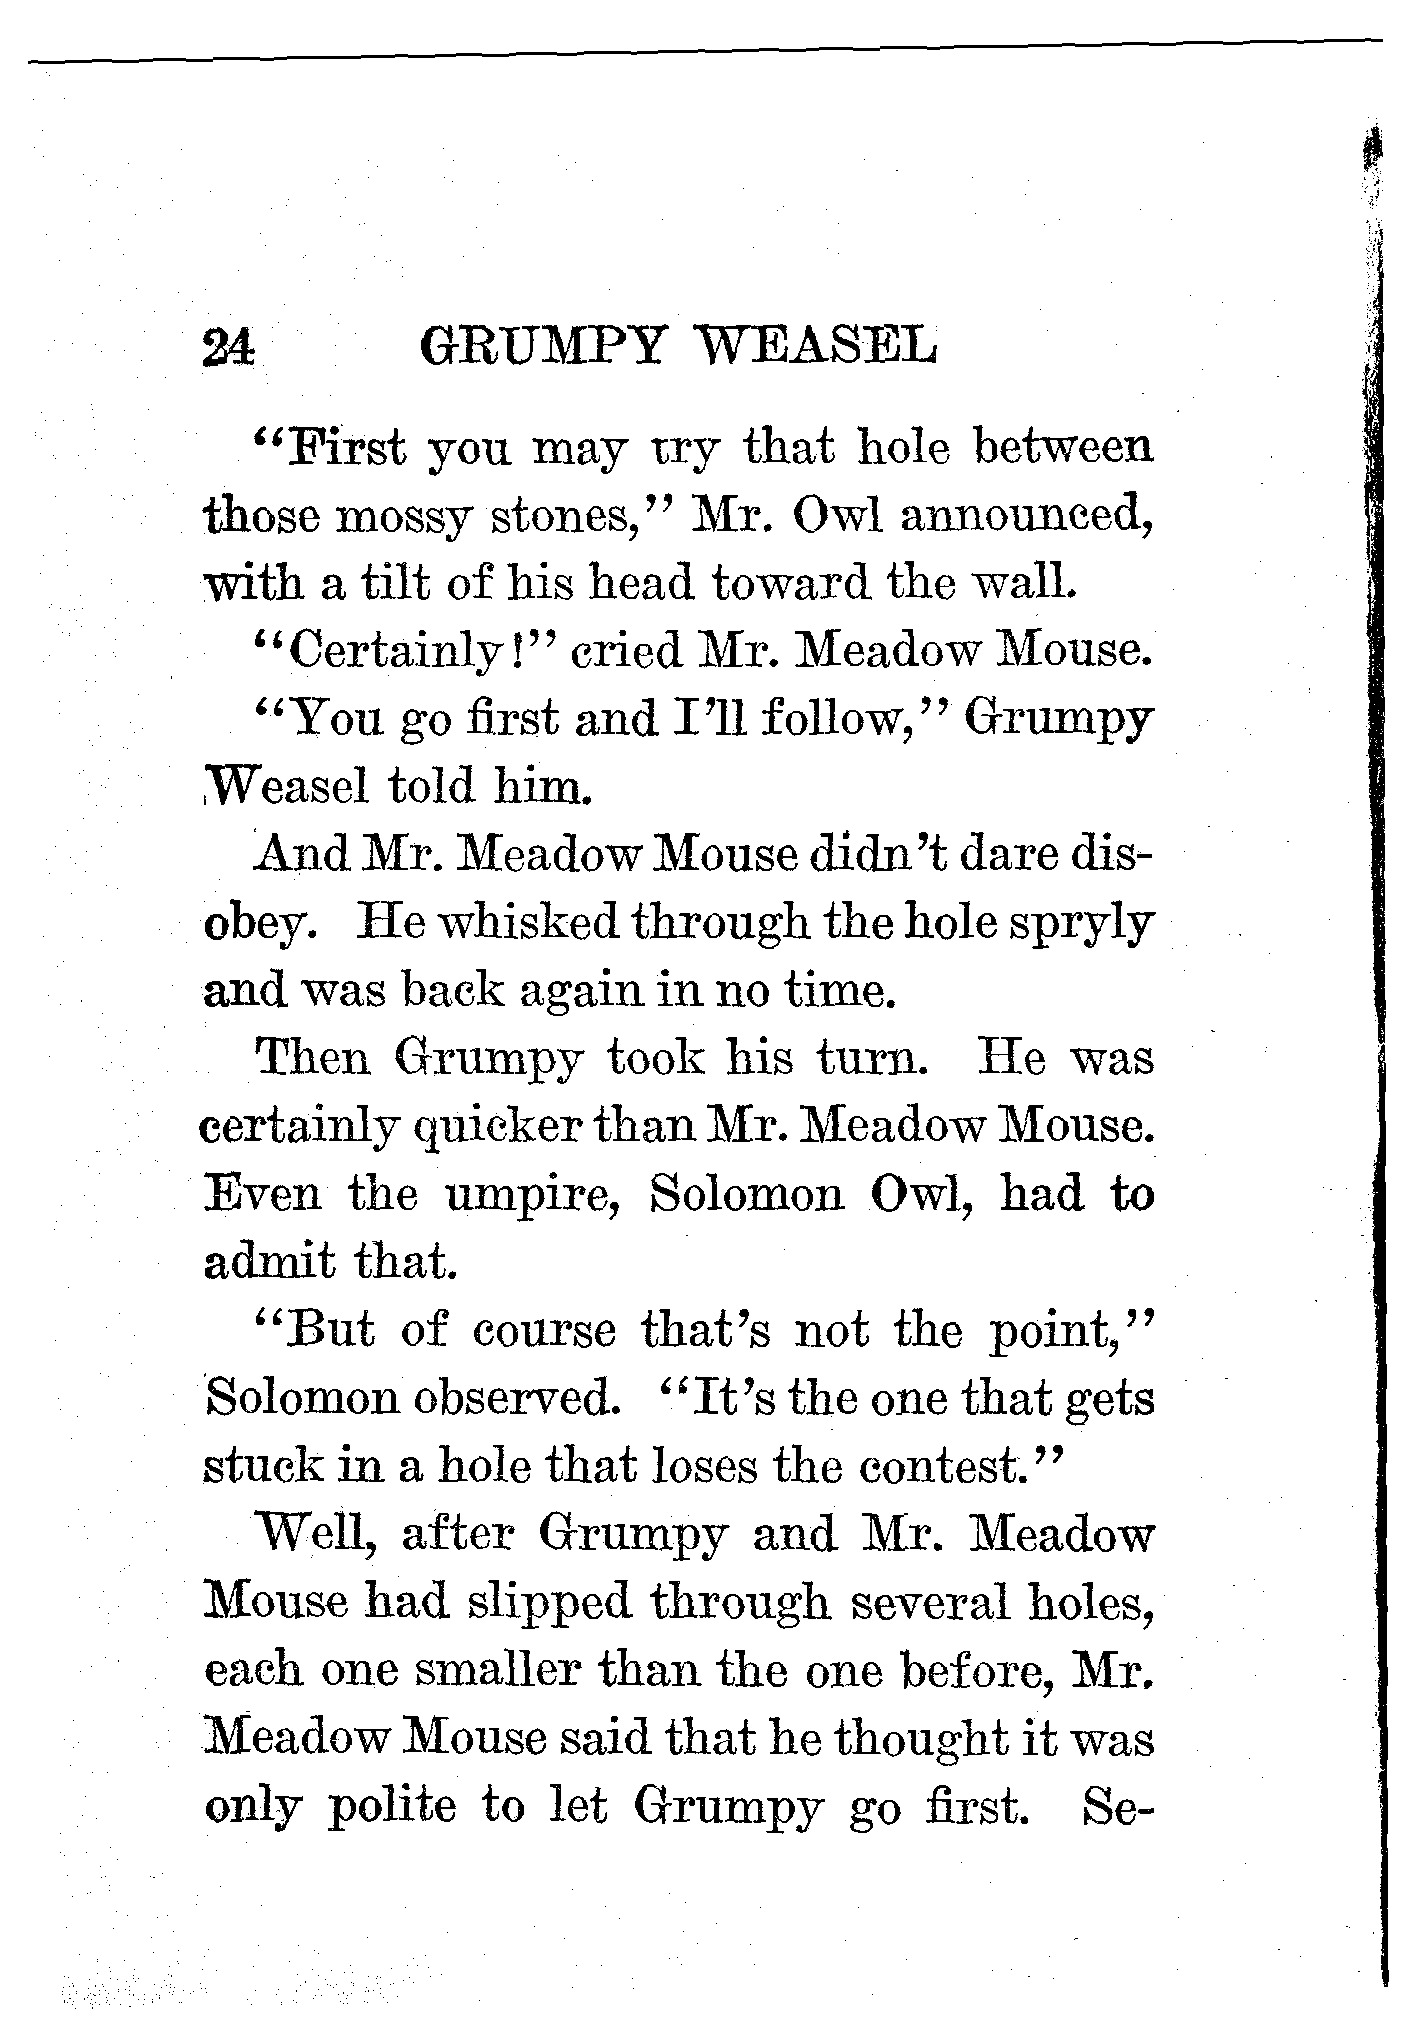 24 GRUMPY WEASEL
"First you may try that hole between
those mossy stones," Mr. Owl announced,
with a tilt of his head toward the wall.
"Certainly!" cried Mr. Meadow Mouse.
"You go first and I'll follow," Grumpy
Weasel told him.
And Mr. Meadow Mouse didn't dare dis-
obey. He whisked through the hole spryly
and was back again in no time.
Then Grumpy took his turn. He was
certainly quicker than Mr. Meadow Mouse.
Even the umpire, Solomon Owl, had to
admit that.
"But of course that's not the point,"
Solomon observed. "It's the one that gets
stuck in a hole that loses the contest."
Well, after Grumpy and Mr. Meadow
Mouse had slipped through several holes,
each one smaller than the one before, Mr.
Meadow Mouse said that he thought it was
only polite to let Grumpy go first. Se-